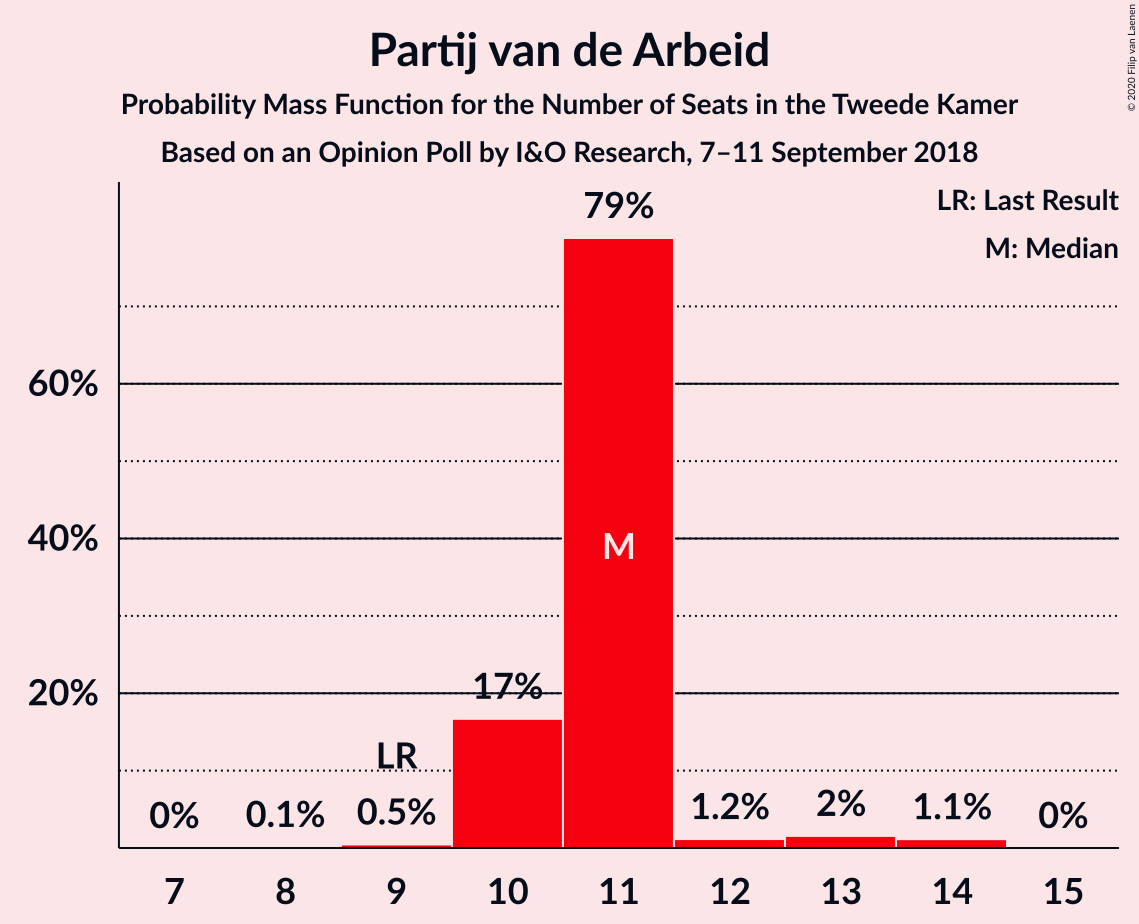 Partij van de Arbeid
Probability Mass Function for the Number of Seats in the Tweede Kamer
Based on an Opinion Poll by I&O Research, 7–11 September 2018
© 2020 Filip van Laenen
LR: Last Result
M: Median
79%
60%
40%
M
20%
17%
LR
0% 0.1% 0.5% 1.2% 2% 1.1% 0%
7 8 9 10 11 12 13 14 15